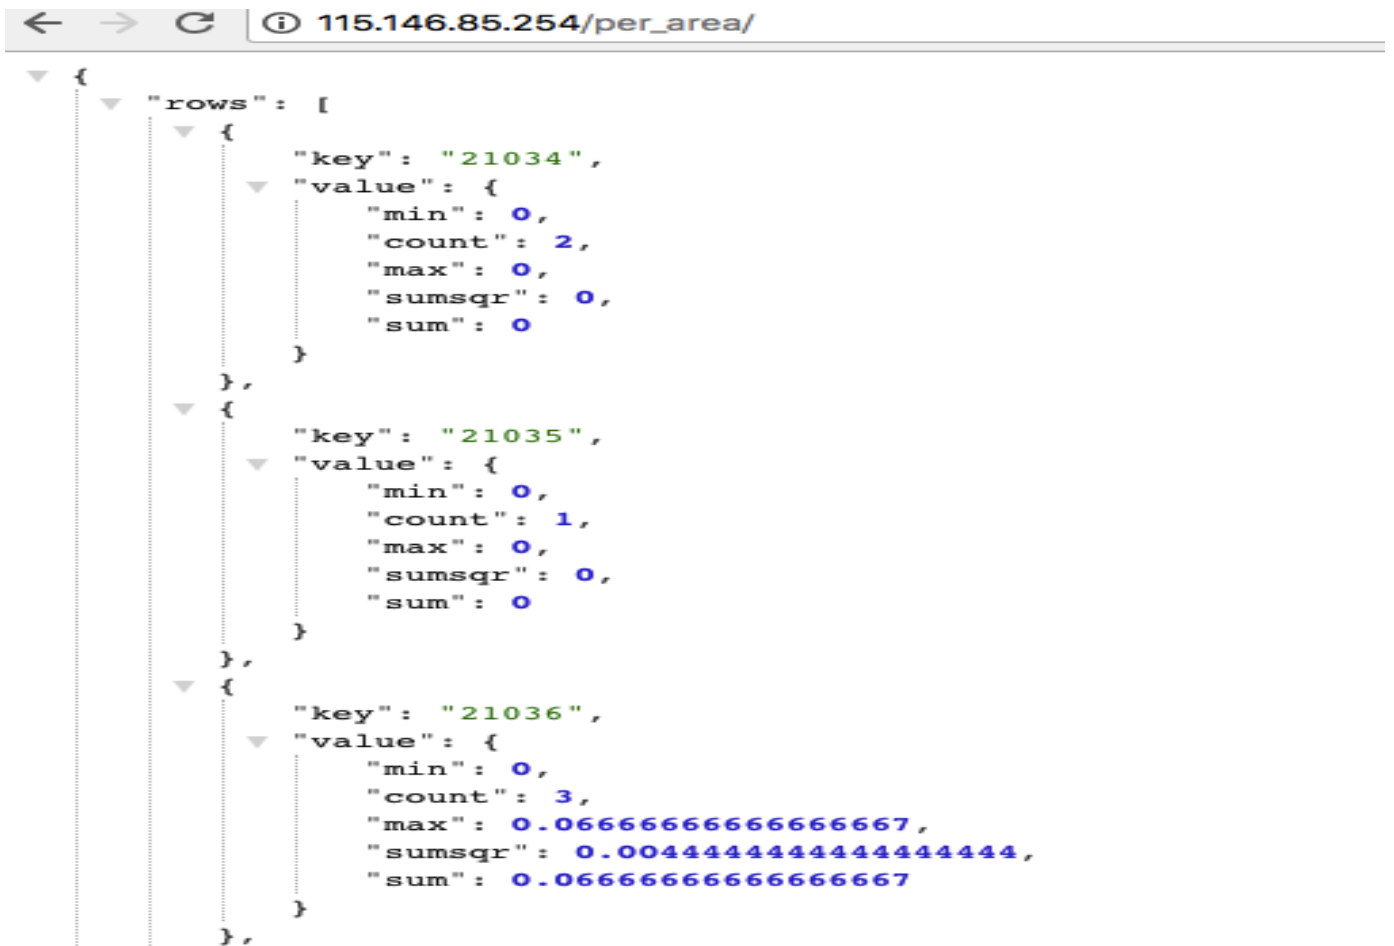 115.146.85.254/per_area/
{
"rows": [
{
"key": "21034",
"value": {
"min": 0,
"count": 2,
"max": 0,
"sumsqr": 0,
"sum": 0
}
},
{
"key": "21035",
"value": {
"min": 0,
"count": 1,
"max": 0,
"sumsqr": 0,
"sum": 0
}
},
{
"key": "21036",
"value": {
"min": 0,
"count": 3,
"max": 0.06666666666666667,
"sumsqr": 0.0044444444444444444,
"sum": 0.06666666666666667
}
},